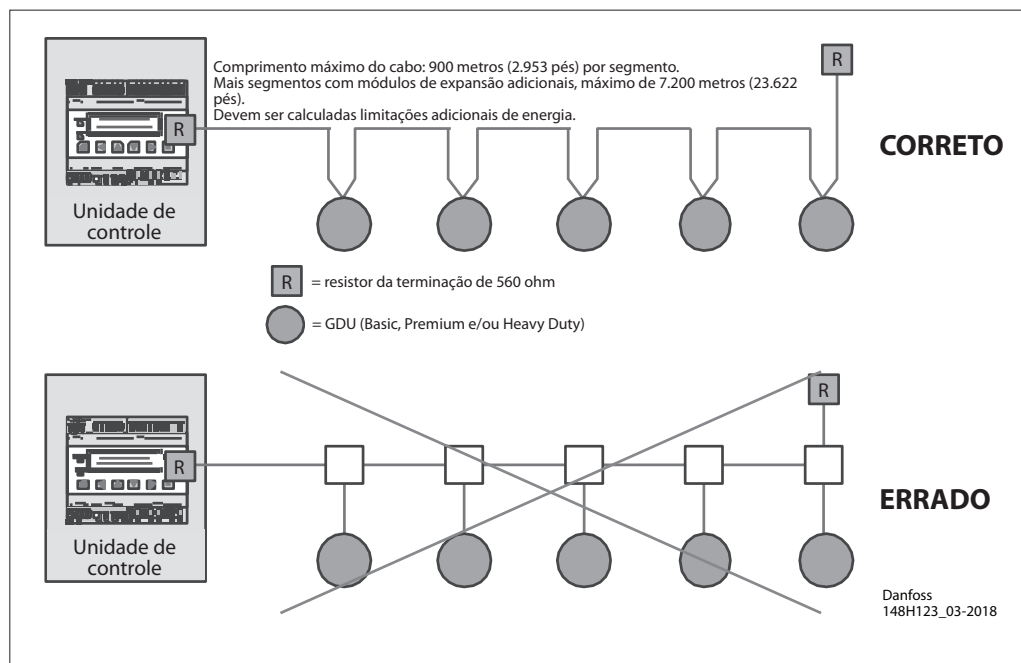 Comprimento máximo do cabo: 900 metros (2.953 pés) por segmento.
Mais segmentos com módulos de expansão adicionais, máximo de 7.200 metros (23.622
pés).
Devem ser calculadas limitações adicionais de energia.
R
R
CORRETO
Unidade de
controle
R = resistor da terminação de 560 ohm
= GDU (Basic, Premium e/ou Heavy Duty)
R
R
ERRADO
Unidade de
controle
Danfoss
148H123_03-2018